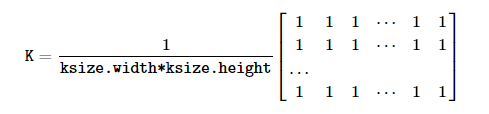 K = 1 / ksize.width*ksize.height [
1 1 1 ⋯ 1 1
1 1 1 ⋯ 1 1
...
1 1 1 ⋯ 1 1
]